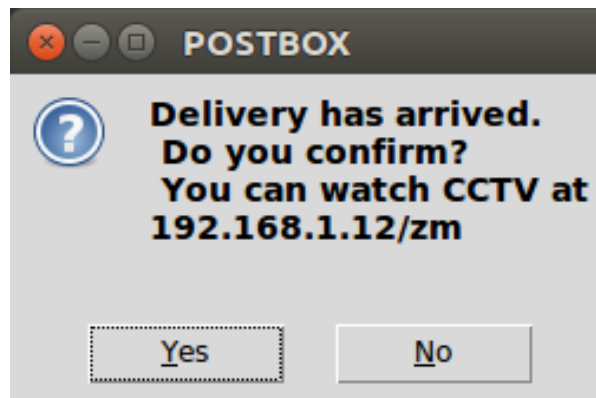 POSTBOX
Delivery has arrived.
Do you confirm?
You can watch CCTV at
192.168.1.12/zm
Yes
No